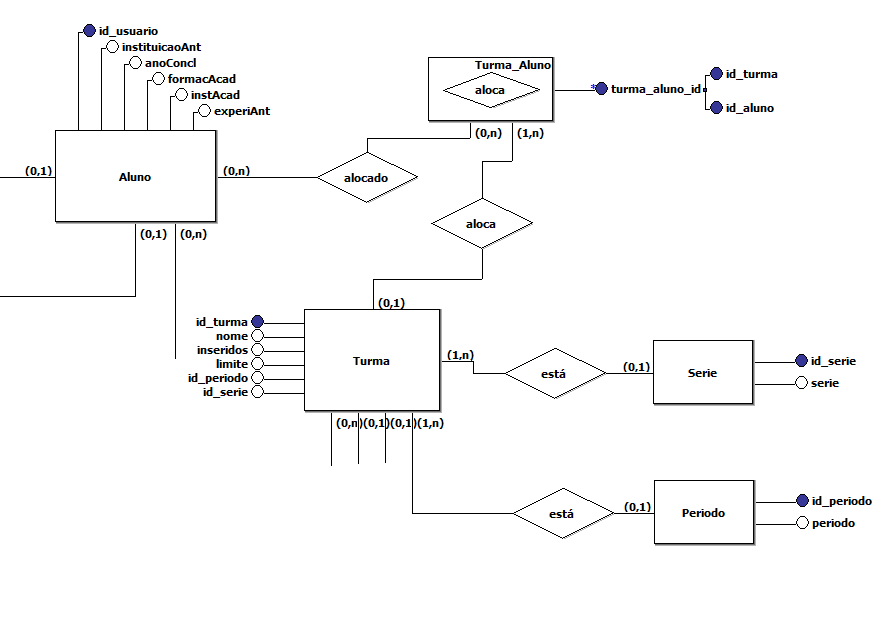 id_usuario
instituicaoAnt
anoConcl
formacAcad
instAcad
experiAnt
(0,1)
Aluno
(0,n)
(0,1)
(0,n)
alocado
Turma_Aluno
aloca
(0,n)
(1,n)
* turma_aluno_id
id_turma
id_aluno
aloca
(0,1)
id_turma
nome
inseridos
limite
id_periodo
id_serie
Turma
(1,n)
(0,n)(0,1)(0,1)(1,n)
está
(0,1)
Serie
id_serie
serie
está
(0,1)
Periodo
id_periodo
periodo